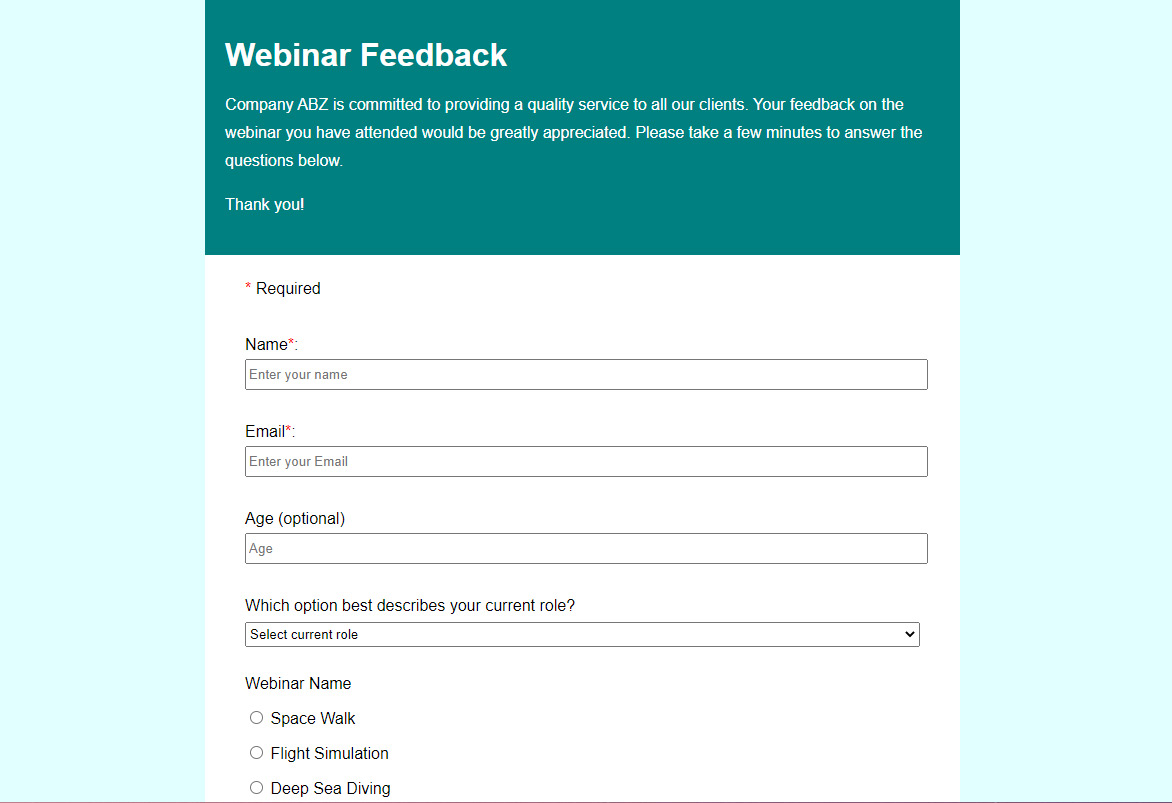 Webinar Feedback
Company ABZ is committed to providing a quality service to all our clients. Your feedback on the
webinar you have attended would be greatly appreciated. Please take a few minutes to answer the
questions below.
Thank you!
* Required
Name*:
Enter your name
Email*:
Enter your Email
Age (optional)
Age
Which option best describes your current role?
Select current role
Webinar Name
Space Walk
Flight Simulation
Deep Sea Diving